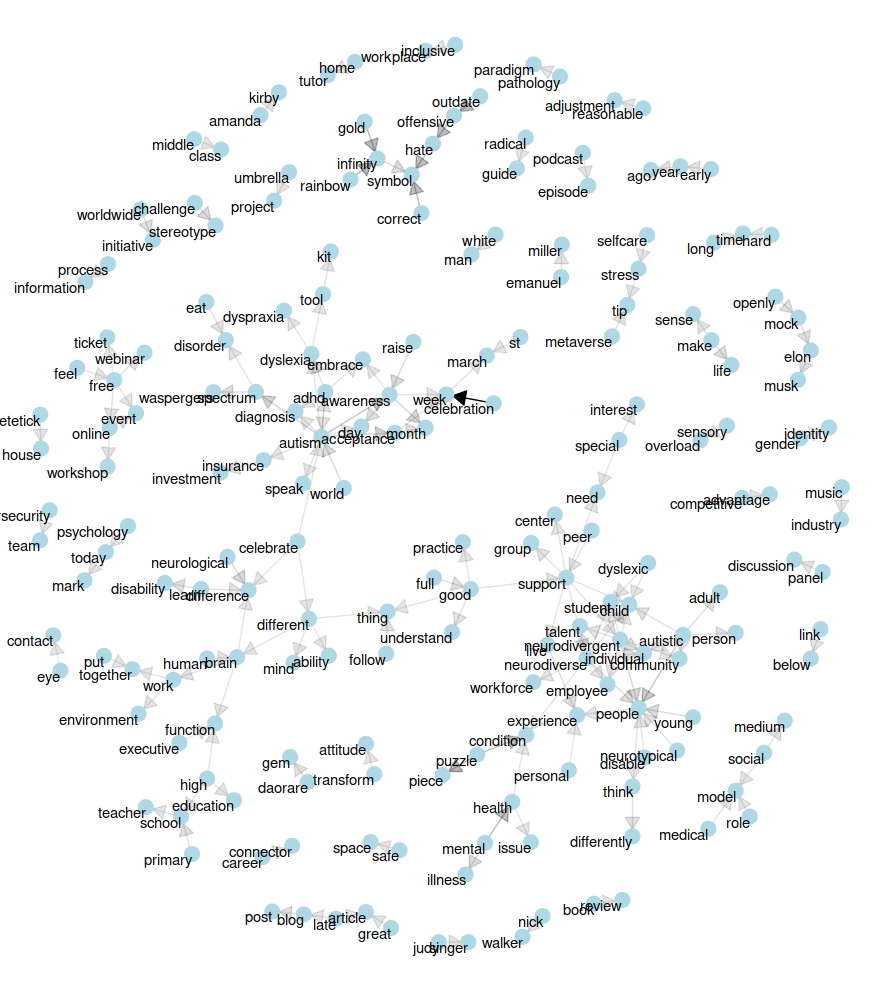 inclusive
workplace
home
tutor
paradigm
pathology
kirby
amanda
outdate
adjustment
reasonable
gold
offensive
middle
class
hate
radical
podcast
infinity
guide
umbrella
rainbow
symbol
episode
ago
year
early
project
correct
worldwide
challenge
stereotype
initiative
white
man
miller
selfcare
long
time
hard
process
information
kit
emanuel
stress
eat
tool
dyspraxia
tip
openly
sense
mock
ticket
disorder
raise
st
metaverse
make
webinar
dyslexia
embrace
march
elon
feel
free
life
musk
waspergers
spectrum
adhd
awareness
week
celebration
interest
etetick
event
diagnosis
day
month
online
autism
acceptance
special
sensory
overload
identity
gender
house
workshop
insurance
investment
speak
world
need
competitive
advantage
music
rsecurity
center
industry
team
psychology
peer
today
celebrate
practice
group
neurological
discussion
mark
disability
learn
difference
full
good
support
dyslexic
panel
student
child
adult
thing
different
understand
talent
autistic
person
link
contact
neurodivergent
live
put
together
human
brain
mind
ability
follow
neurodiverse
individual
community
below
eye
work
workforce
employee
environment
experience
people
young
function
medium
executive
condition
attitude
neurotypical
gem
puzzle
disable
social
high
daorare
transform
piece
personal
think
model
teacher
education
health
school
role
medical
mental
issue
differently
primary
connector
career
space
safe
illness
post
blog
late
article
great
book
review
nick
judy
singer
walker